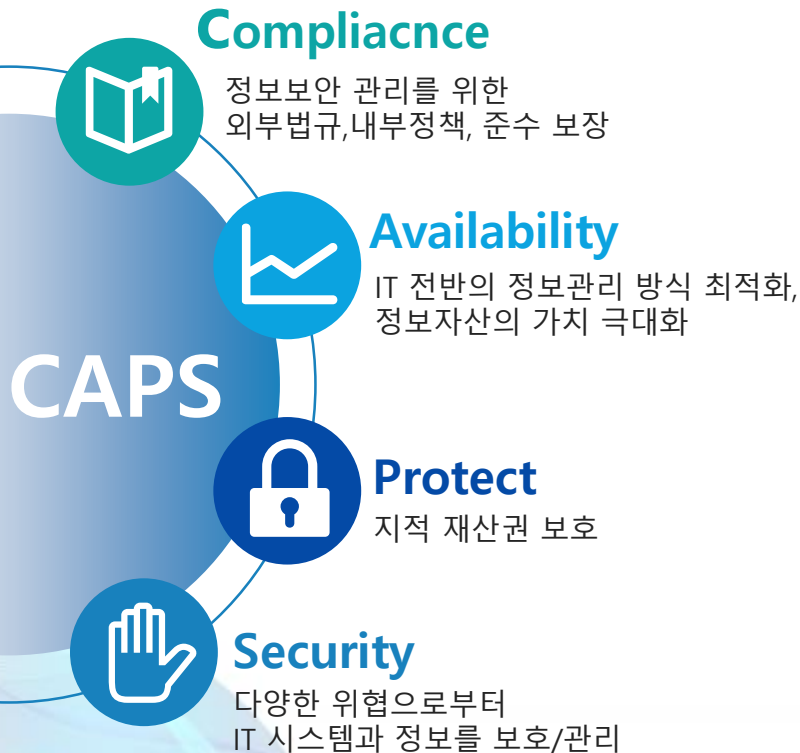 Compliacnce
정보보안 관리를 위한
외부법규,내부정책, 준수 보장
Availability
IT 전반의 정보관리 방식 최적화,
정보자산의 가치 극대화
CAPS
Protect
지적 재산권 보호
Security
다양한 위협으로부터
IT 시스템과 정보를 보호/관리